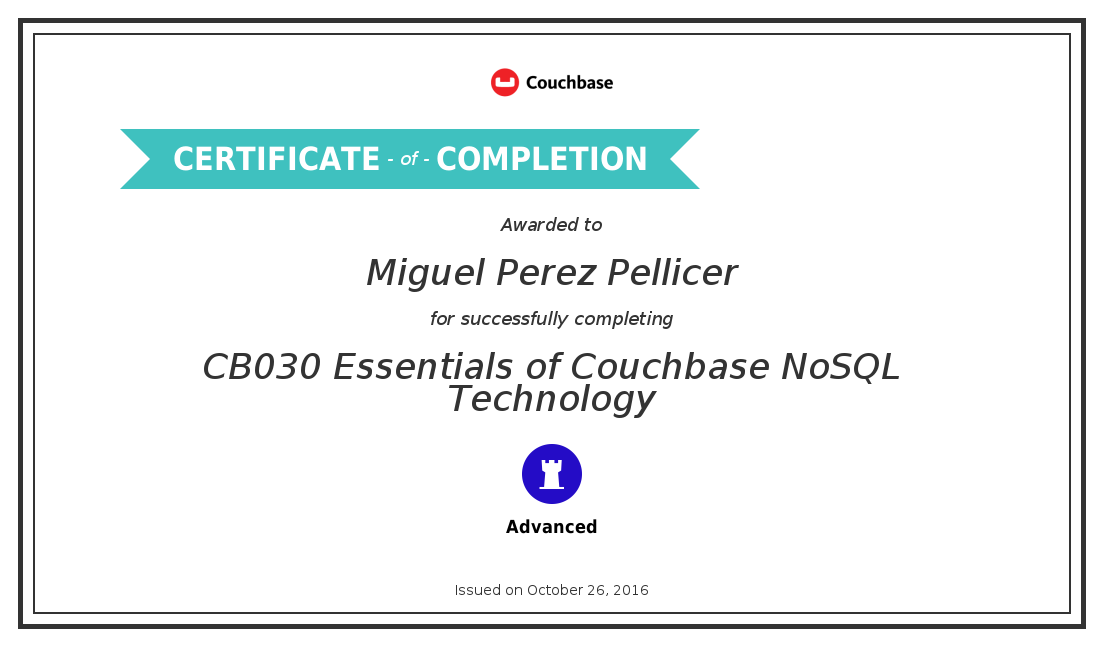 Couchbase
CERTIFICATE - of - COMPLETION
Awarded to
Miguel Perez Pellicer
for successfully completing
CB030 Essentials of Couchbase NoSQL
Technology
Advanced
Issued on October 26, 2016